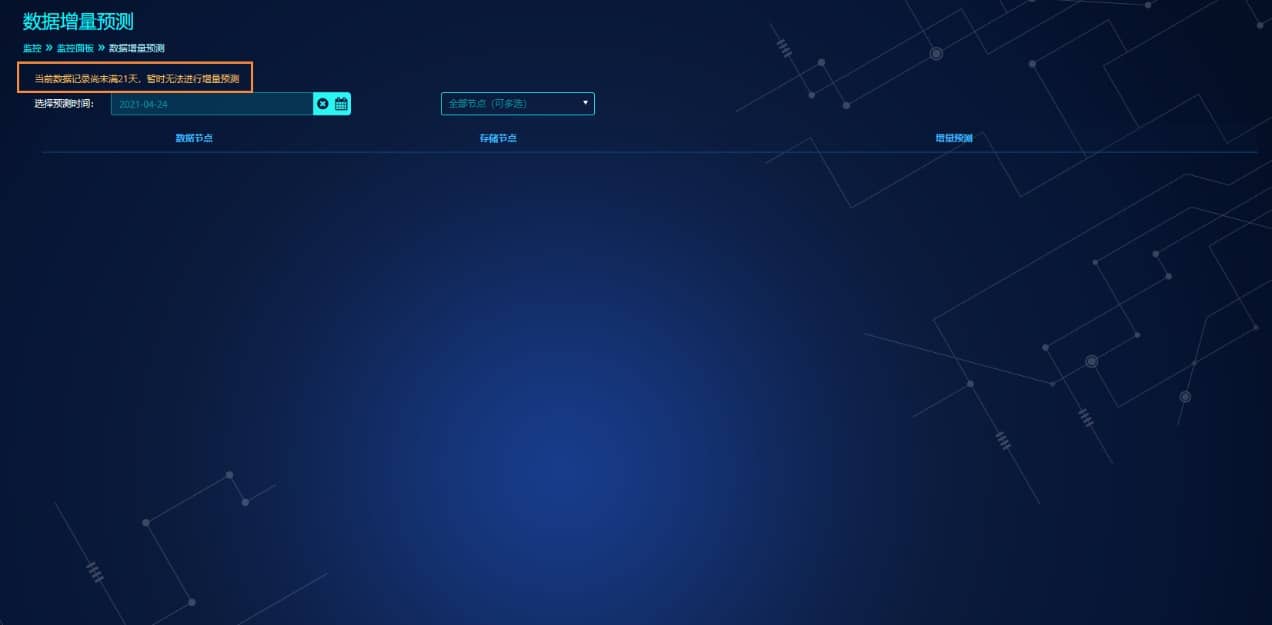 数据增量预测
监控 » 监控面板 » 数据增量预测
当前数据记录尚未满21天，暂时无法进行增量预测
选择预测时间： 2021-04-24 全部节点（可多选）
数据节点 存储节点 增量预测